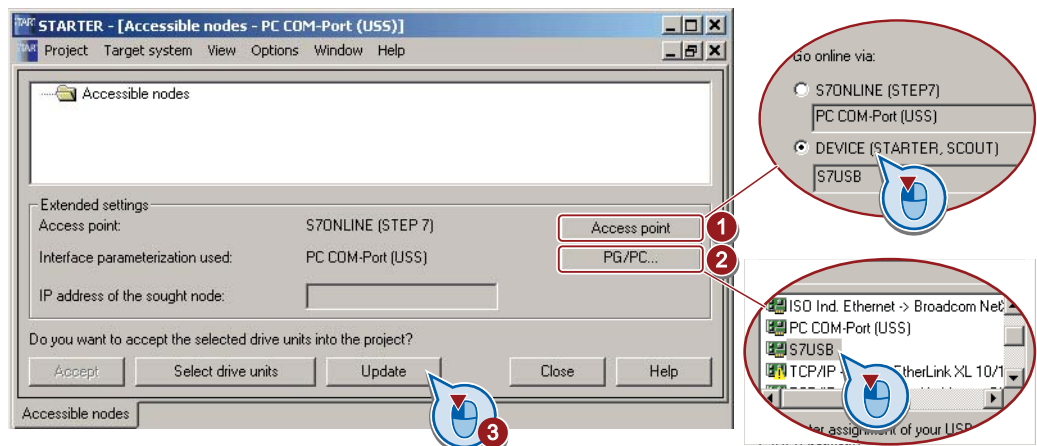 STARTER - [Accessible nodes - PC COM-Port (USS)]
Project Target system View Options Window Help
Accessible nodes
Extended settings
Access point: S7ONLINE (STEP 7) Access point 1
Interface parameterization used: PC COM-Port (USS) PG/PC... 2
IP address of the sought node:
Do you want to accept the selected drive units into the project?
Accept Select drive units Update Close Help
3
Accessible nodes
Go online via:
S7ONLINE (STEP7)
PC COM-Port (USS)
DEVICE (STARTER, SCOUT)
S7USB
ISO Ind. Ethernet -> Broadcom Net
PC COM-Port (USS)
S7USB
TCP/IP EtherLink XL 10/1
of your USB